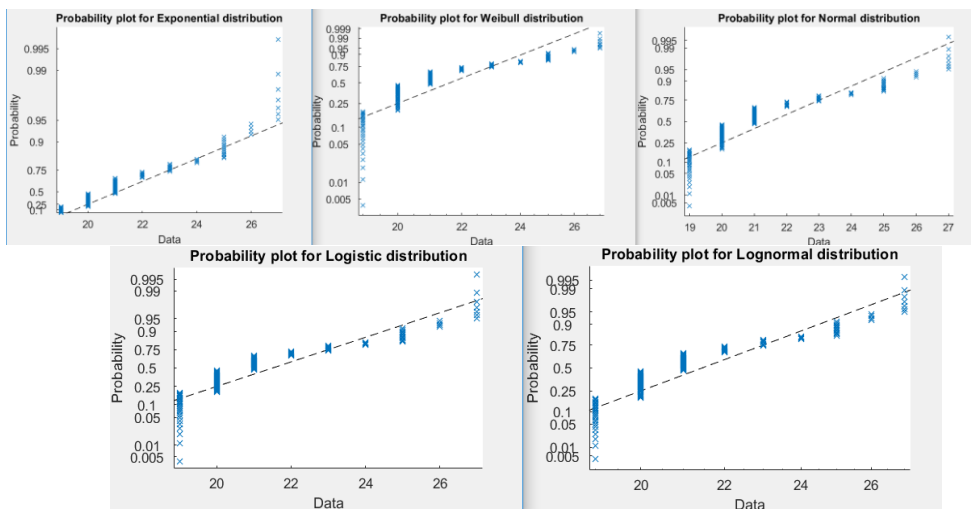 Probability plot for Exponential distribution
0.995
0.99
0.95
0.9
0.75
0.5
0.25
0.1
Probability
20 22 24 26
Data
Probability plot for Weibull distribution
0.999
0.99
0.95
0.9
0.75
0.5
0.25
0.1
0.05
0.01
0.005
Probability
20 22 24 26
Data
Probability plot for Normal distribution
0.995
0.99
0.95
0.9
0.75
0.5
0.25
0.1
0.05
0.01
0.005
Probability
19 20 21 22 23 24 25 26 27
Data
Probability plot for Logistic distribution
0.995
0.99
0.95
0.9
0.75
0.5
0.25
0.1
0.05
0.01
0.005
Probability
20 22 24 26
Data
Probability plot for Lognormal distribution
0.995
0.99
0.95
0.9
0.75
0.5
0.25
0.1
0.05
0.01
0.005
Probability
20 22 24 26
Data